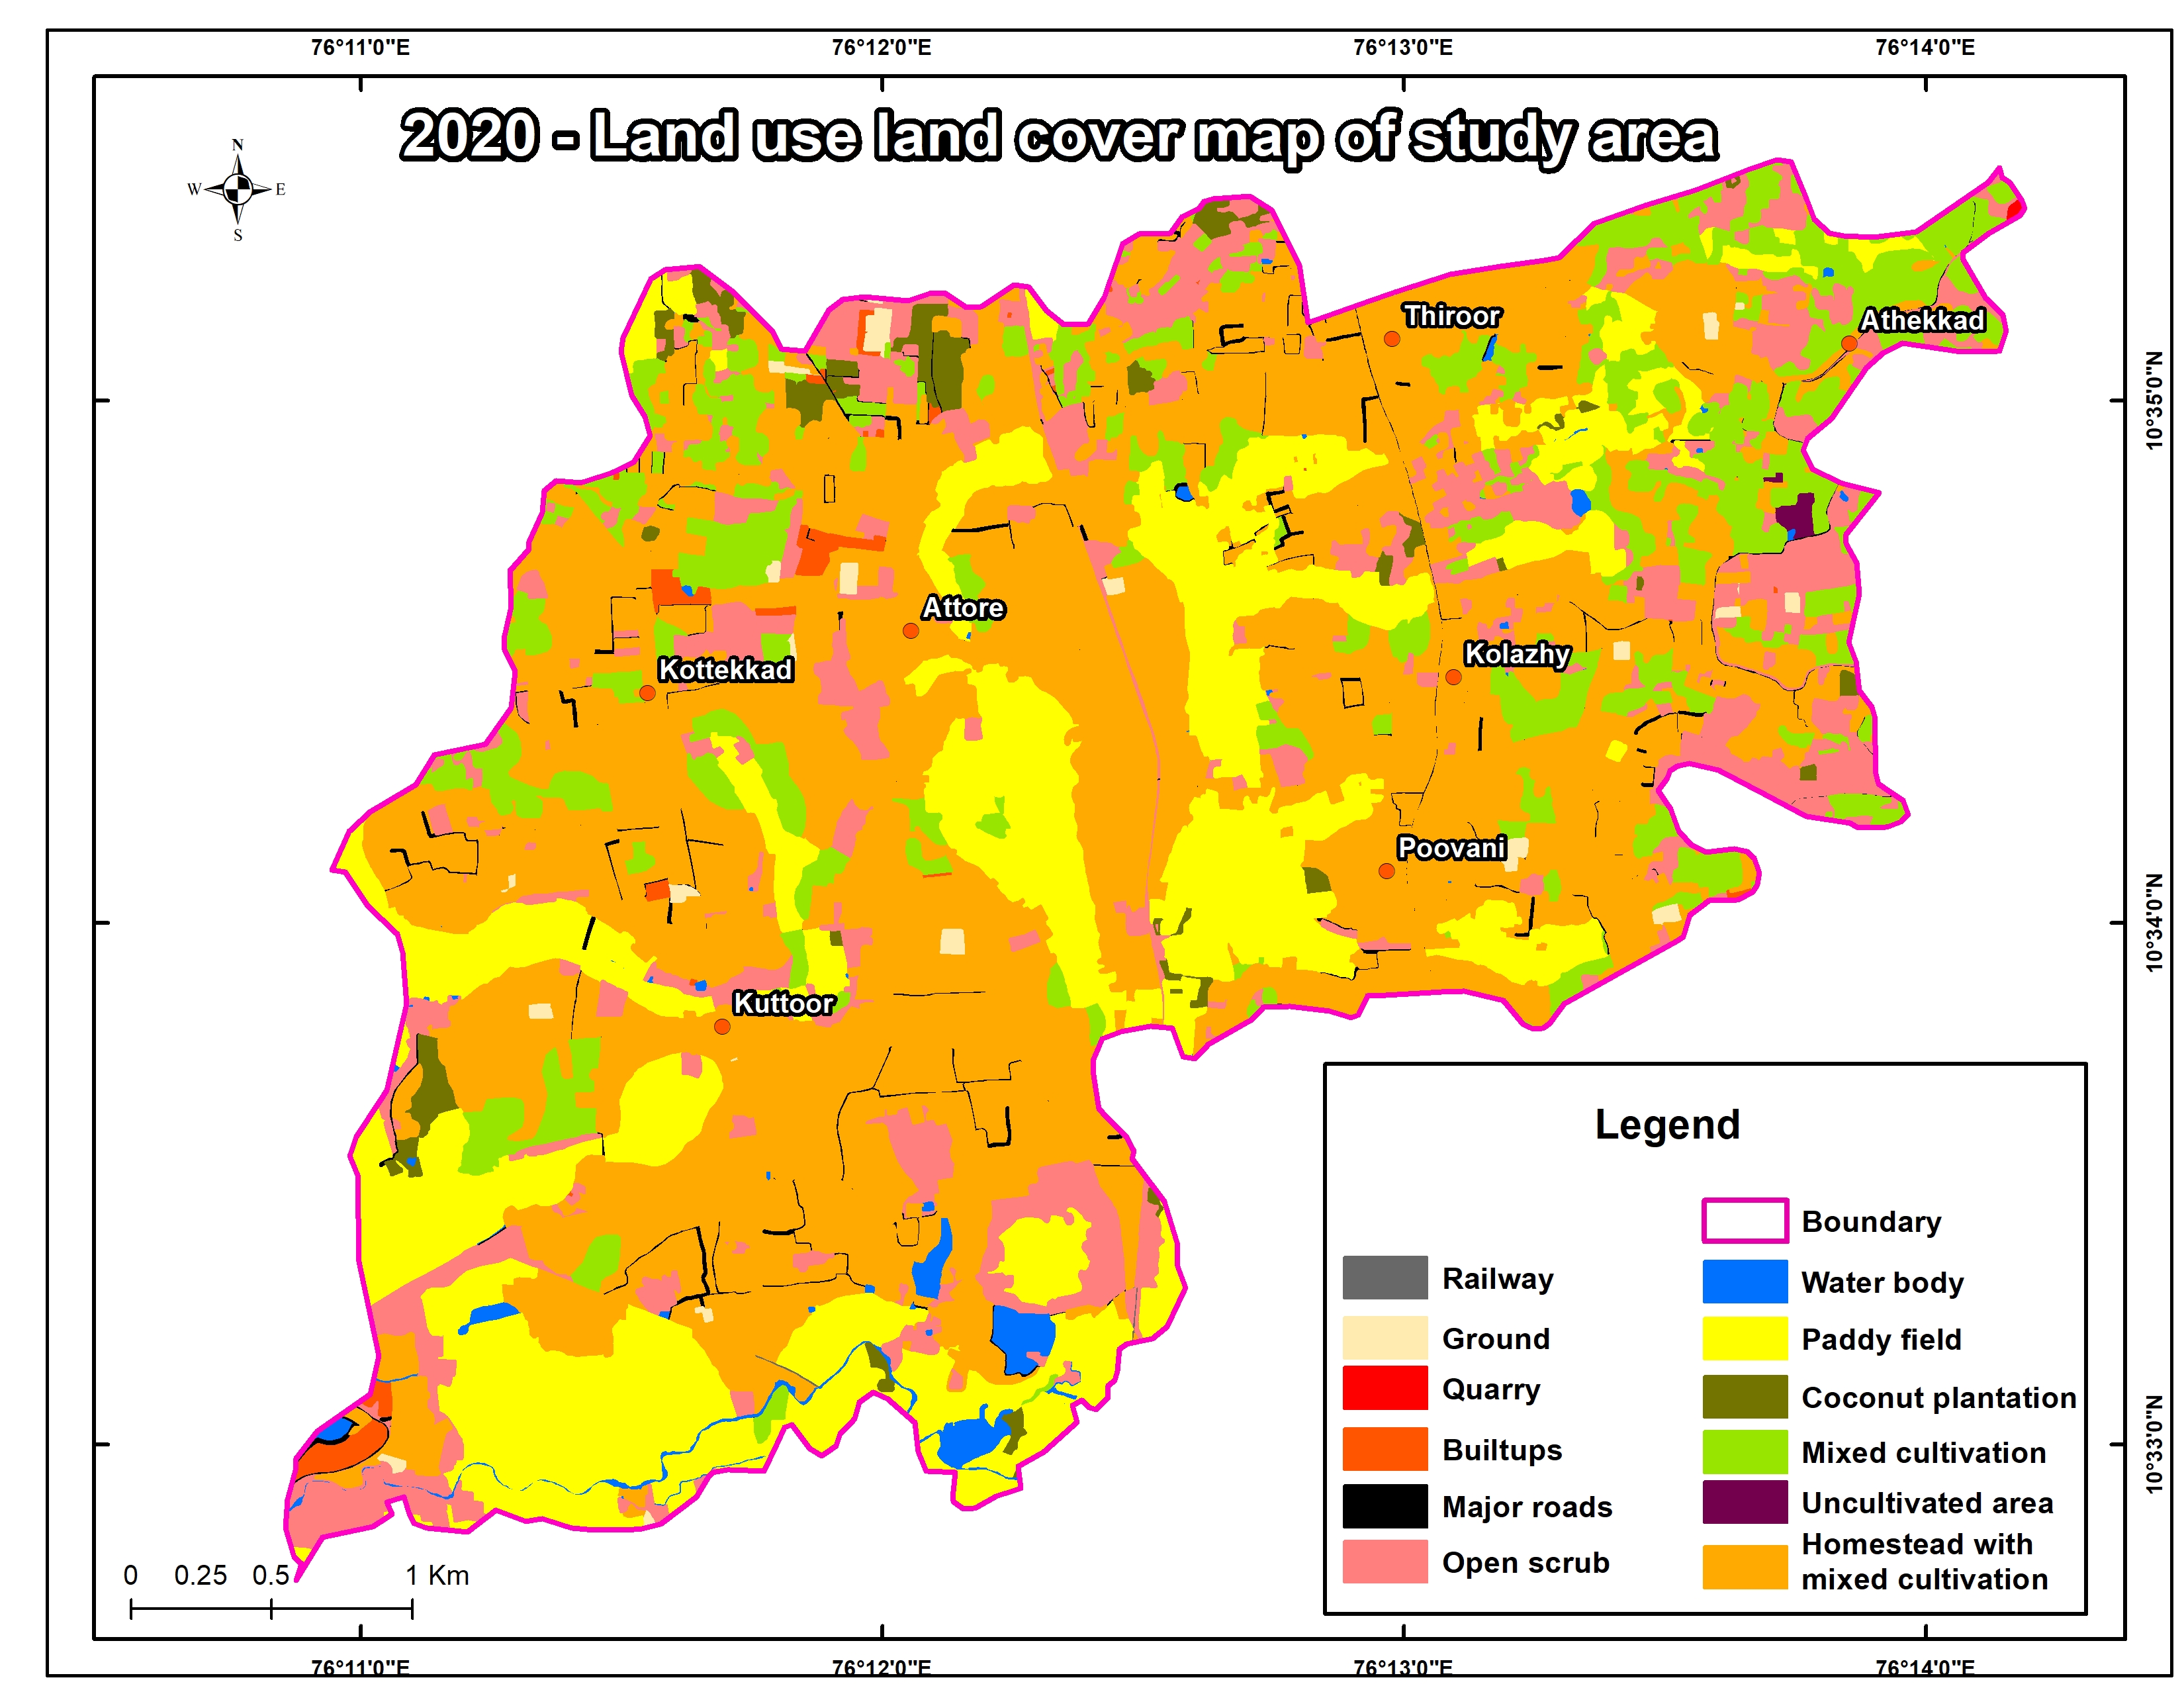 76°11'0"E 76°12'0"E 76°13'0"E 76°14'0"E
2020 - Land use land cover map of study area
N
W E
S
Thiroor
Athekkad
10°35'0"N
Attore
Kolazhy
Kottekkad
Poovani
10°34'0"N
Kuttoor
Legend
Boundary
Railway
Water body
Ground
Paddy field
Quarry
Coconut plantation
Builtups
Mixed cultivation
Major roads
Uncultivated area
Open scrub
Homestead with
mixed cultivation
10°33'0"N
0 0.25 0.5 1 Km
76°11'0"E 76°12'0"E 76°13'0"E 76°14'0"E